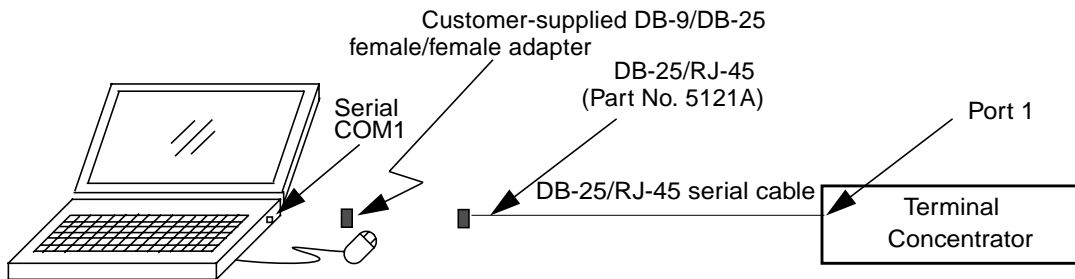 Customer-supplied DB-9/DB-25
female/female adapter
DB-25/RJ-45
(Part No. 5121A)
Serial
COM1
Port 1
DB-25/RJ-45 serial cable
Terminal
Concentrator